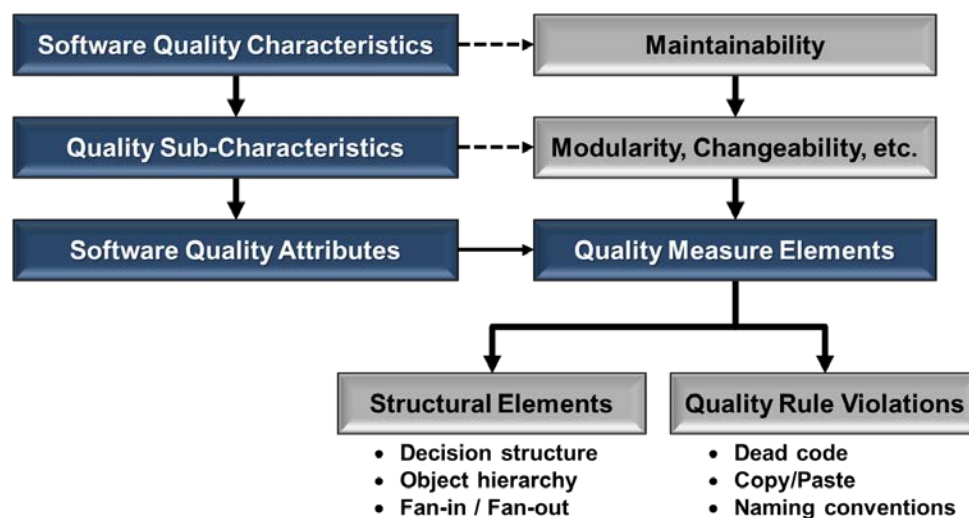 Software Quality Characteristics
Maintainability
Quality Sub-Characteristics
Modularity, Changeability, etc.
Software Quality Attributes
Quality Measure Elements
Structural Elements
• Decision structure
• Object hierarchy
• Fan-in / Fan-out
Quality Rule Violations
• Dead code
• Copy/Paste
• Naming conventions